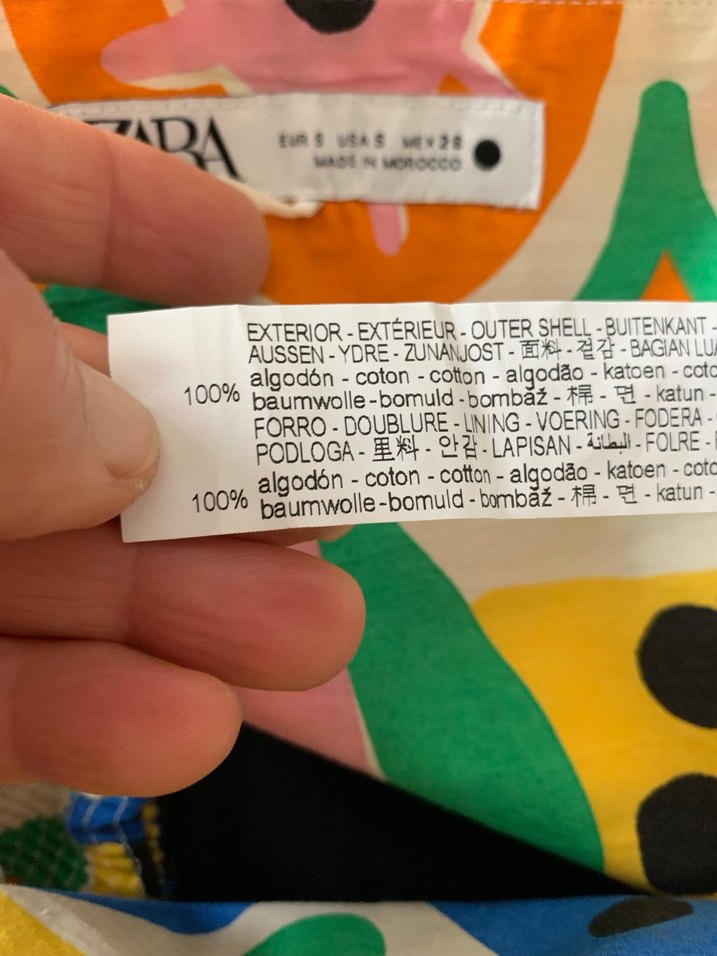 ZARA
EUR S USA S MEX 26
MADE IN MOROCCO
EXTERIOR - EXTÉRIEUR - OUTER SHELL - BUITENKANT -
AUSSEN - YDRE - ZUNANJOST - 面料 - 겉감 - BAGIAN LUA
100% algodón - coton - cotton - algodão - katoen - coto
baumwolle - bomuld - bombaž - 棉 - 면 - katun -
FORRO - DOUBLURE - LINING - VOERING - FODERA -
PODLOGA - 里料 - 안감 - LAPISAN - البطانة - FOLRE -
100% algodón - coton - cotton - algodão - katoen - coto
baumwolle - bomuld - bombaž - 棉 - 면 - katun -